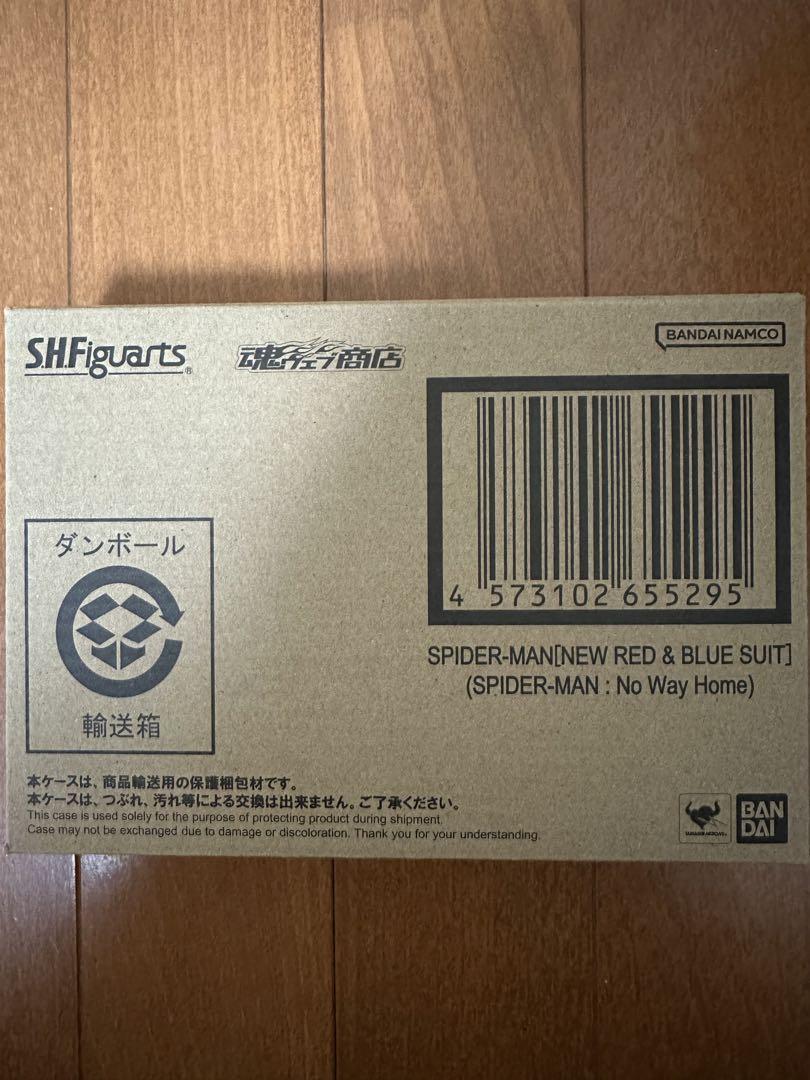 S.H.Figuarts®
魂ウェブ商店
BANDAI NAMCO
4 573102 655295
SPIDER-MAN[NEW RED & BLUE SUIT]
(SPIDER-MAN : No Way Home)
ダンボール
輸送箱
本ケースは、商品輸送用の保護梱包材です。
本ケースは、つぶれ、汚れ等による交換は出来ません。ご了承ください。
This case is used solely for the purpose of protecting product during shipment.
Case may not be exchanged due to damage or discoloration. Thank you for your understanding.
TAMASHII NATIONS
BAN
DAI